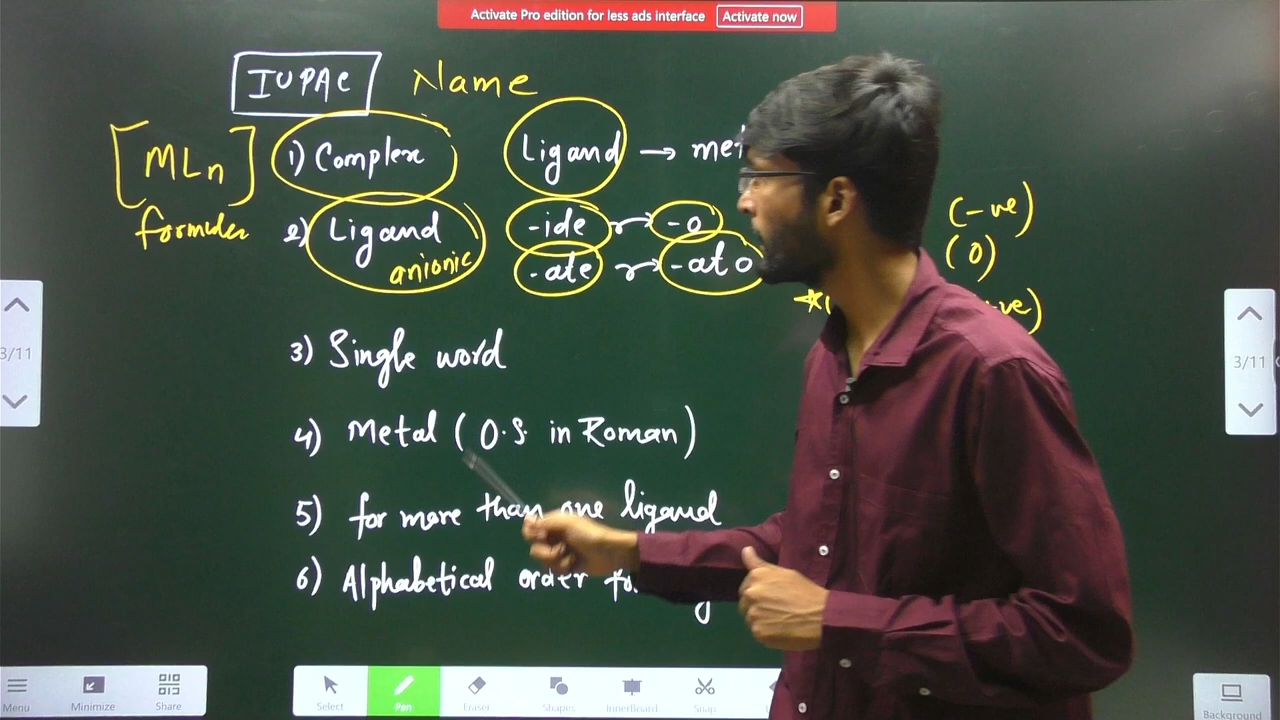 Activate Pro edition for less ads interface Activate now
IUPAC Name
[MLn] 1) Complex Ligand → met
formula 2) Ligand -ide → -o (-ve)
anionic -ate → -ato (0)
ve)
3) Single word
4) Metal (O.S. in Roman)
5) for more than one ligand
6) Alphabetical order
3/11
3/11
Menu Minimize Share Select Pen Eraser Shapes InnerBoard Snap Background